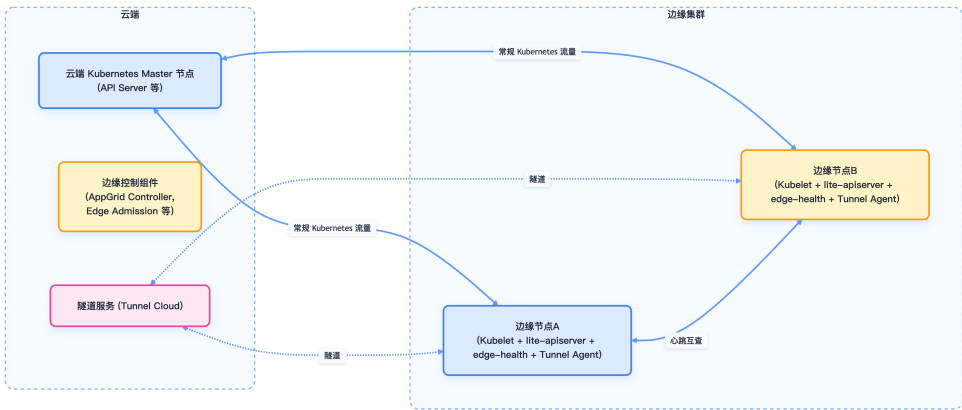 云端
边缘集群
云端 Kubernetes Master 节点
(API Server 等)
常规 Kubernetes 流量
边缘控制组件
(AppGrid Controller,
Edge Admission 等)
隧道
边缘节点B
(Kubelet + lite-apiserver +
edge-health + Tunnel Agent)
常规 Kubernetes 流量
隧道服务 (Tunnel Cloud)
边缘节点A
(Kubelet + lite-apiserver +
edge-health + Tunnel Agent)
心跳互查
隧道